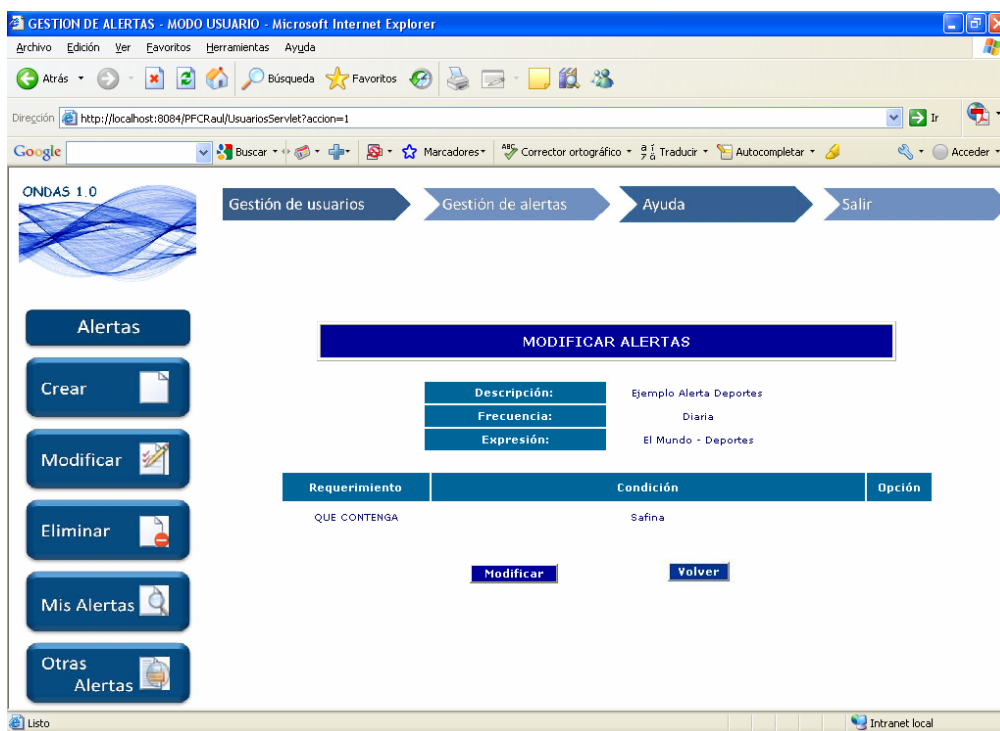 GESTION DE ALERTAS - MODO USUARIO - Microsoft Internet Explorer
Archivo Edición Ver Favoritos Herramientas Ayuda
Atrás Búsqueda Favoritos
Dirección http://localhost:8084/PFCRaul/UsuariosServlet?accion=1 Ir
Google Buscar Marcadores ABC Corrector ortográfico Traducir Autocompletar Acceder
ONDAS 1.0
Gestión de usuarios Gestión de alertas Ayuda Salir
Alertas
Crear
Modificar
Eliminar
Mis Alertas
Otras
Alertas
MODIFICAR ALERTAS
Descripción: Ejemplo Alerta Deportes
Frecuencia: Diaria
Expresión: El Mundo - Deportes
Requerimiento Condición Opción
QUE CONTENGA Safina
Modificar Volver
Listo Intranet local